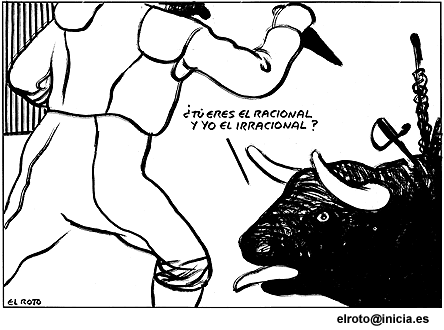 ¿TÚ ERES EL RACIONAL
Y YO EL IRRACIONAL?
EL ROTO
elroto@inicia.es